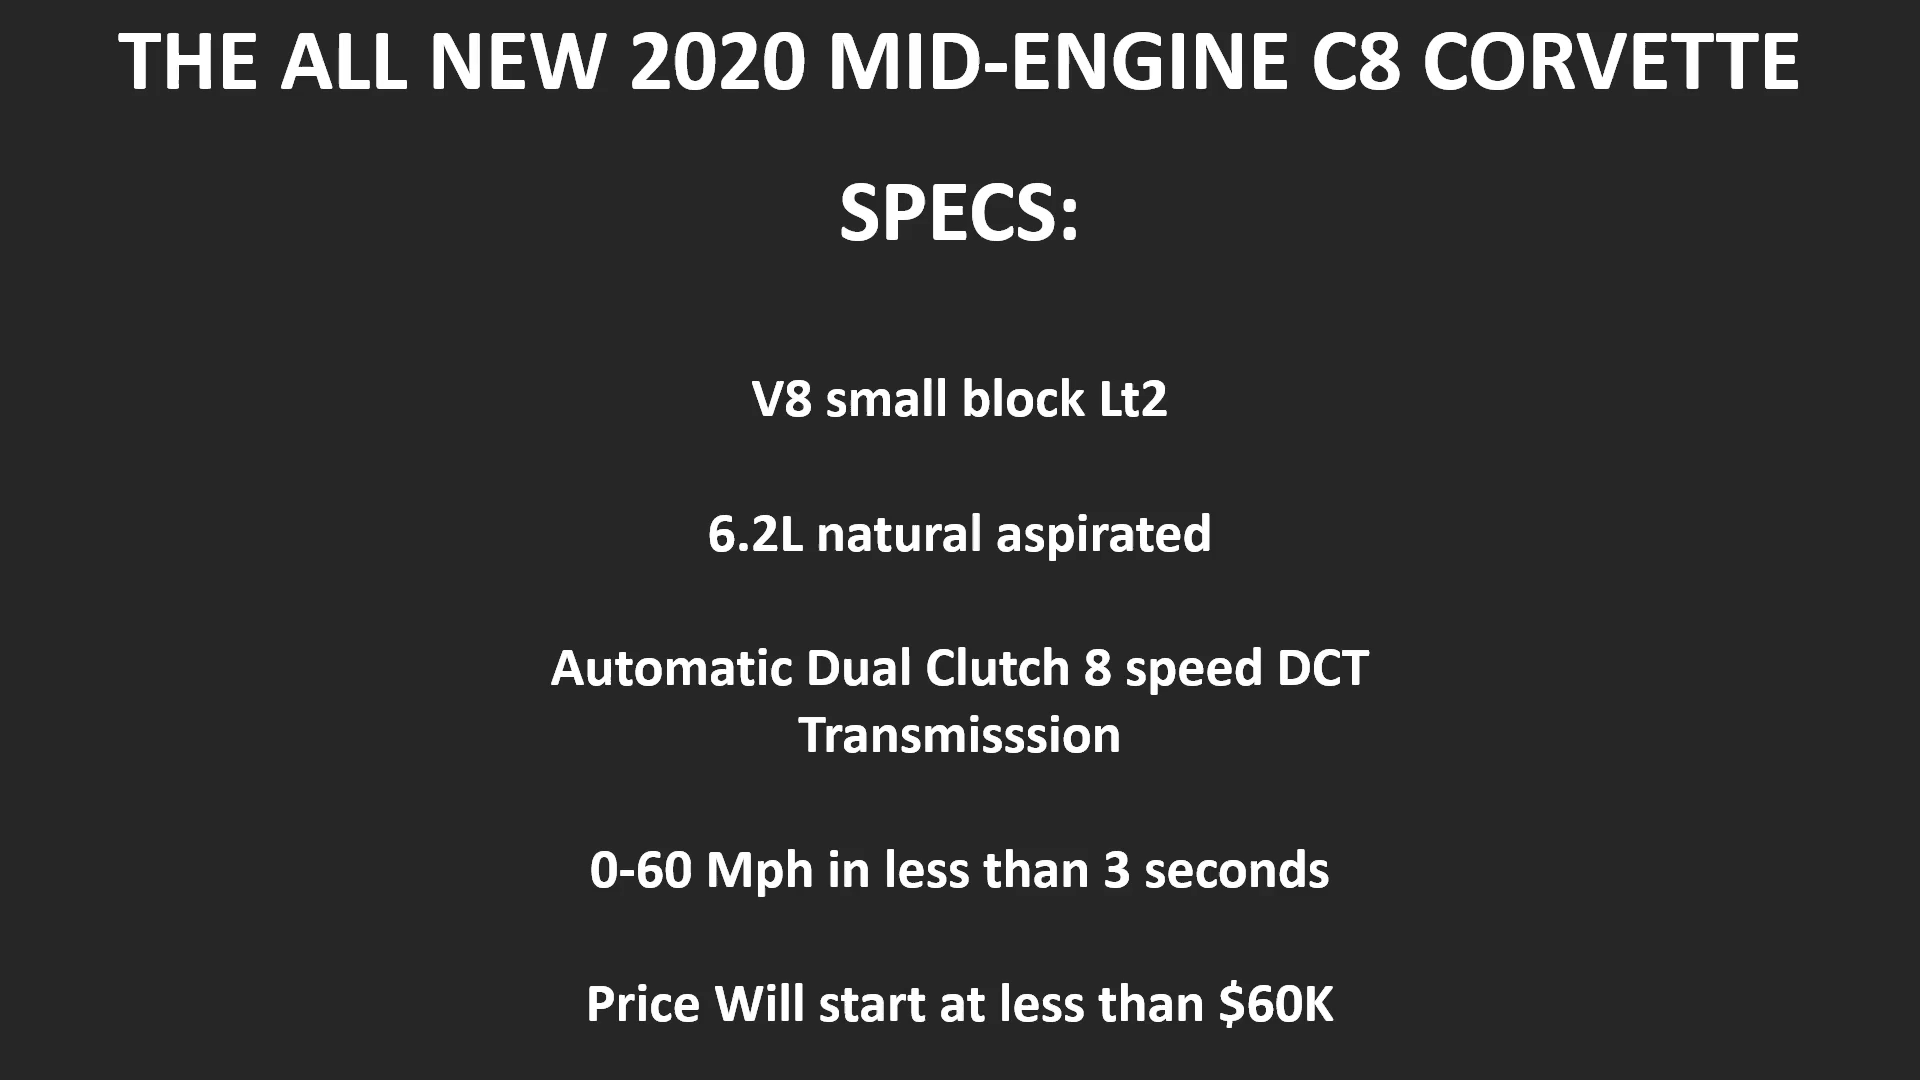 THE ALL NEW 2020 MID-ENGINE C8 CORVETTE
SPECS:
V8 small block Lt2
6.2L natural aspirated
Automatic Dual Clutch 8 speed DCT
Transmisssion
0-60 Mph in less than 3 seconds
Price Will start at less than $60K